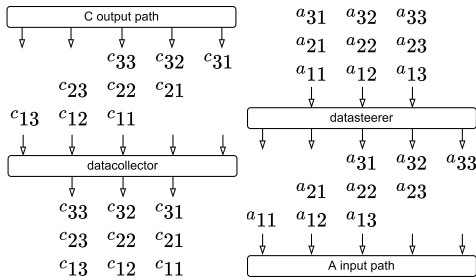 C output path
c33 c32 c31
c23 c22 c21
c13 c12 c11
datacollector
c33 c32 c31
c23 c22 c21
c13 c12 c11
a31 a32 a33
a21 a22 a23
a11 a12 a13
datasteerer
a31 a32 a33
a21 a22 a23
a11 a12 a13
A input path